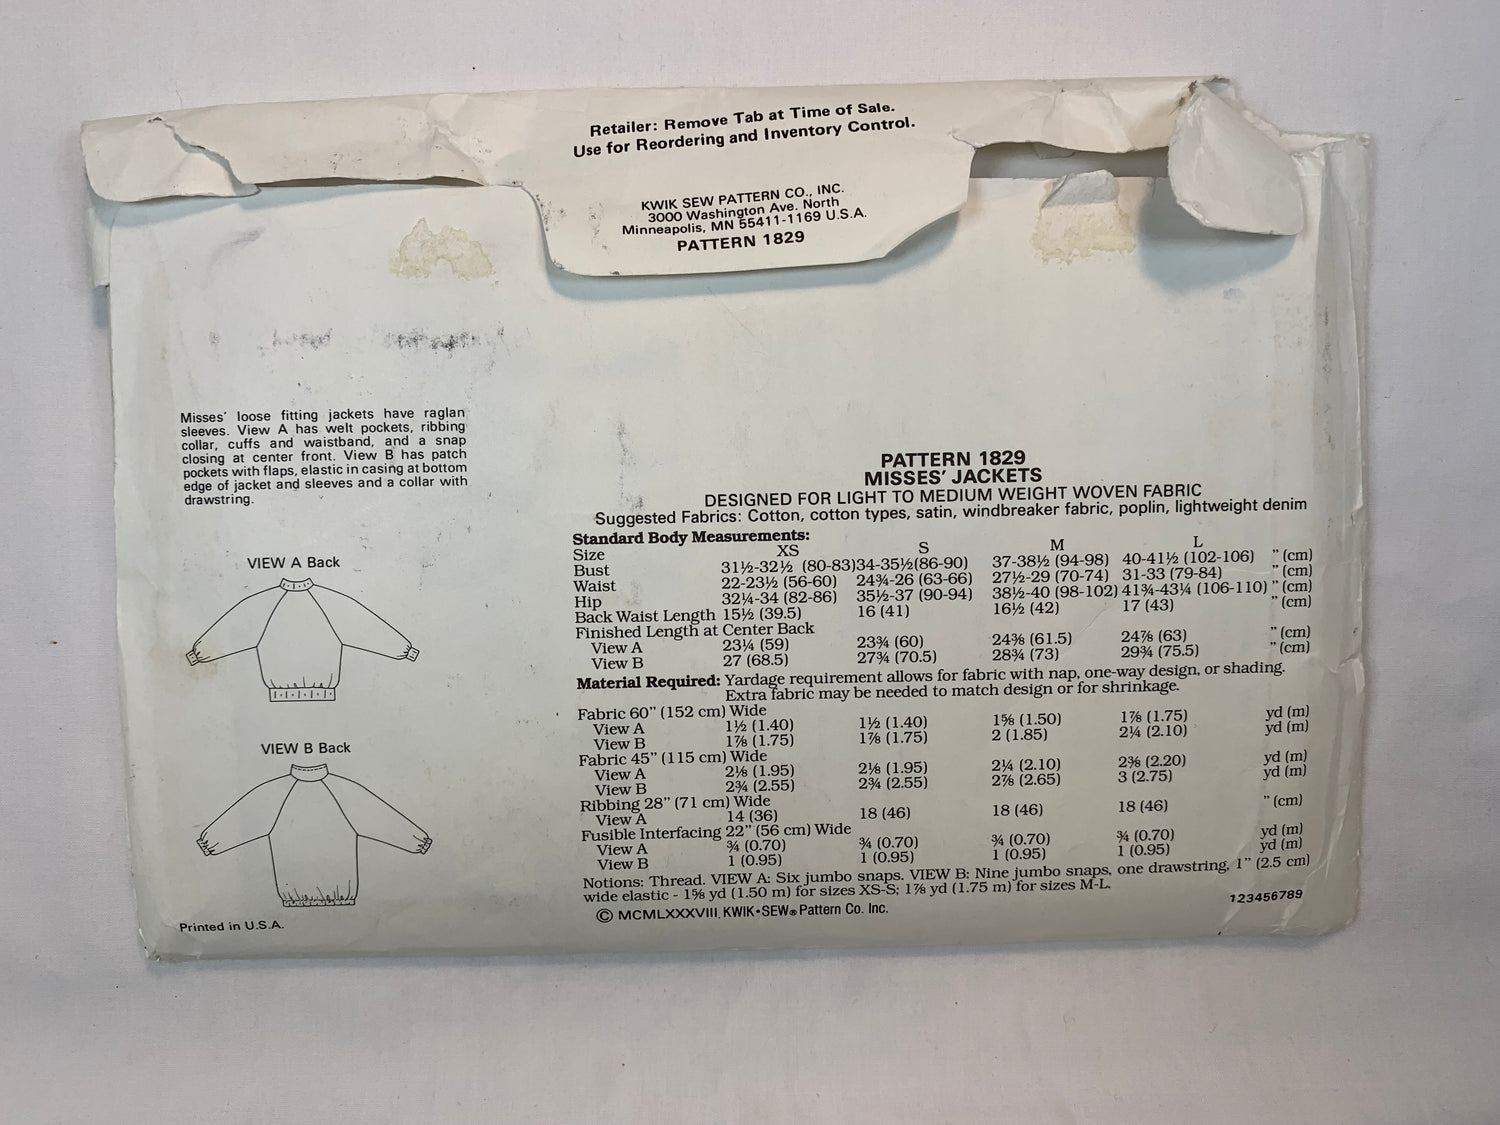 Retailer: Remove Tab at Time of Sale.
Use for Reordering and Inventory Control.
KWIK SEW PATTERN CO., INC.
3000 Washington Ave. North
Minneapolis, MN 55411-1169 U.S.A.
PATTERN 1829
Misses' loose fitting jackets have raglan
sleeves. View A has welt pockets, ribbing
collar, cuffs and waistband, and a snap
closing at center front. View B has patch
pockets with flaps, elastic in casing at bottom
edge of jacket and sleeves and a collar with
drawstring.
VIEW A Back
VIEW B Back
Printed in U.S.A.
PATTERN 1829
MISSES' JACKETS
DESIGNED FOR LIGHT TO MEDIUM WEIGHT WOVEN FABRIC
Suggested Fabrics: Cotton, cotton types, satin, windbreaker fabric, poplin, lightweight denim
Standard Body Measurements:
Size XS S M L
Bust 31½-32½ (80-83) 34-35½ (86-90) 37-38½ (94-98) 40-41½ (102-106) " (cm)
Waist 22-23½ (56-60) 24¾-26 (63-66) 27½-29 (70-74) 31-33 (79-84) " (cm)
Hip 32¼-34 (82-86) 35½-37 (90-94) 38½-40 (98-102) 41¾-43¼ (106-110) " (cm)
Back Waist Length 15½ (39.5) 16 (41) 16½ (42) 17 (43) " (cm)
Finished Length at Center Back
View A 23¼ (59) 23¾ (60) 24⅜ (61.5) 24⅞ (63) " (cm)
View B 27 (68.5) 27¾ (70.5) 28¾ (73) 29¾ (75.5) " (cm)
Material Required: Yardage requirement allows for fabric with nap, one-way design, or shading.
Extra fabric may be needed to match design or for shrinkage.
Fabric 60" (152 cm) Wide
View A 1½ (1.40) 1½ (1.40) 1⅝ (1.50) 1⅞ (1.75) yd (m)
View B 1⅞ (1.75) 1⅞ (1.75) 2 (1.85) 2¼ (2.10) yd (m)
Fabric 45" (115 cm) Wide
View A 2⅛ (1.95) 2⅛ (1.95) 2¼ (2.10) 2⅜ (2.20) yd (m)
View B 2¾ (2.55) 2¾ (2.55) 2⅞ (2.65) 3 (2.75) yd (m)
Ribbing 28" (71 cm) Wide
View A 14 (36) 18 (46) 18 (46) 18 (46) " (cm)
Fusible Interfacing 22" (56 cm) Wide
View A ¾ (0.70) ¾ (0.70) ¾ (0.70) ¾ (0.70) yd (m)
View B 1 (0.95) 1 (0.95) 1 (0.95) 1 (0.95) yd (m)
Notions: Thread. VIEW A: Six jumbo snaps. VIEW B: Nine jumbo snaps, one drawstring, 1" (2.5 cm)
wide elastic - 1⅝ yd (1.50 m) for sizes XS-S; 1⅞ yd (1.75 m) for sizes M-L.
© MCMLXXXVIII, KWIK•SEW® Pattern Co. Inc.
123456789